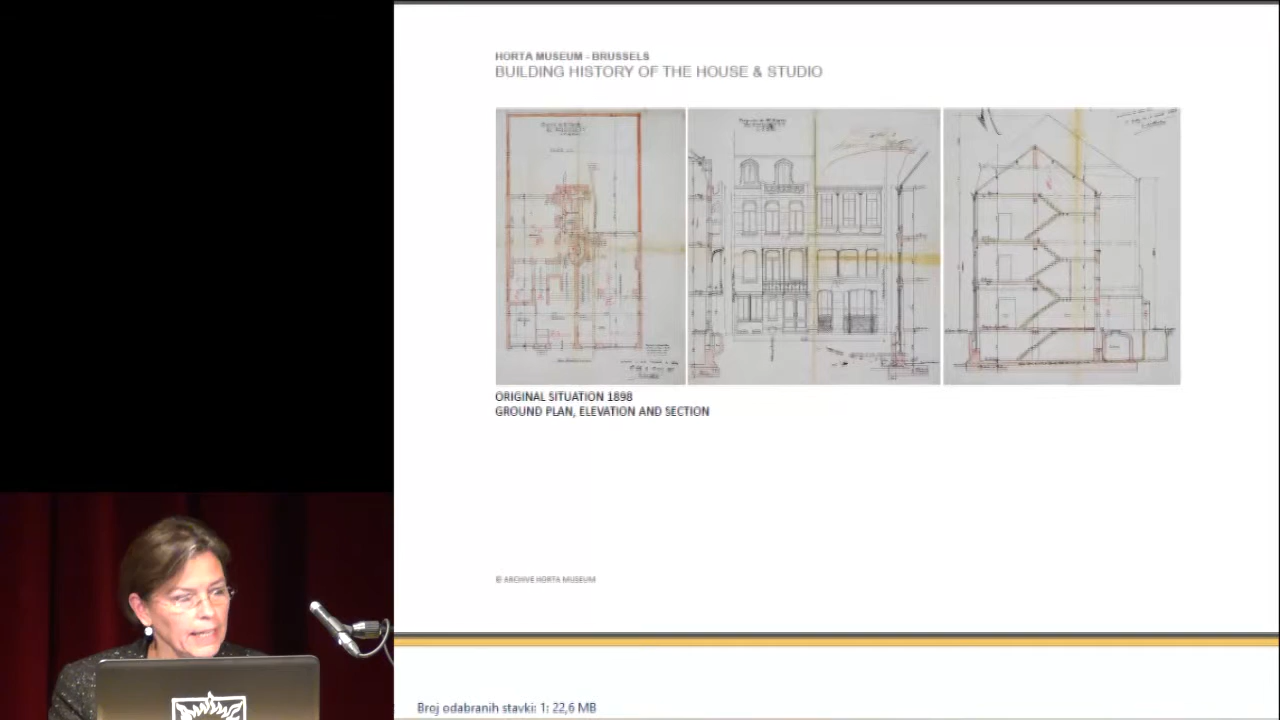 HORTA MUSEUM - BRUSSELS
BUILDING HISTORY OF THE HOUSE & STUDIO
ORIGINAL SITUATION 1898
GROUND PLAN, ELEVATION AND SECTION
© ARCHIVE HORTA MUSEUM
Broj odabranih stavki: 1: 22,6 MB